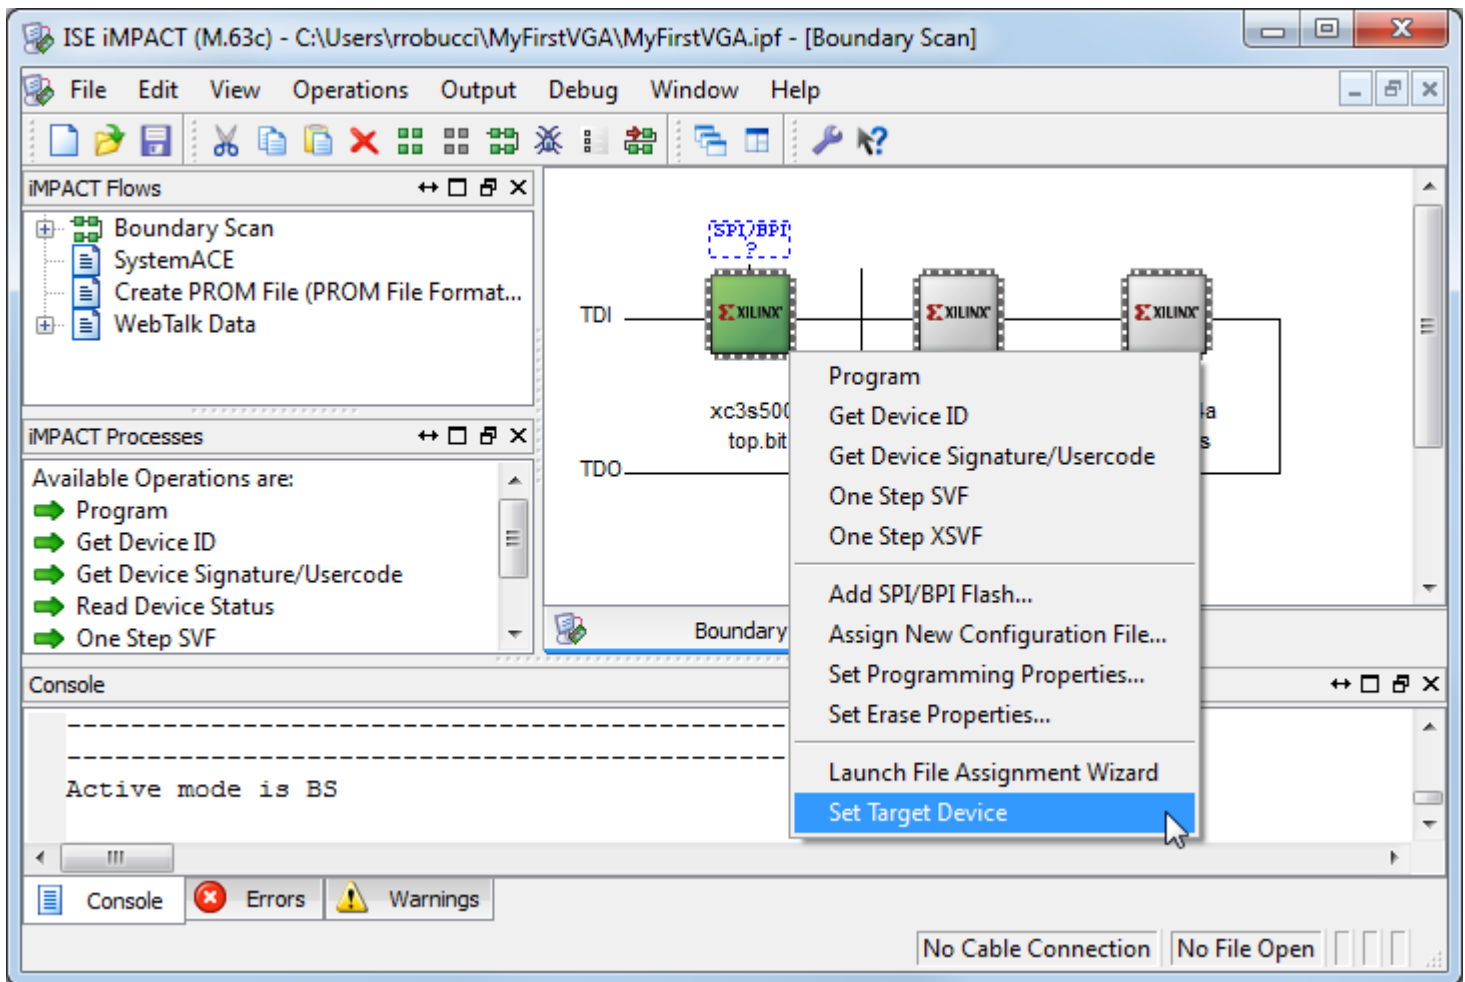 ISE iMPACT (M.63c) - C:\Users\rrobucci\MyFirstVGA\MyFirstVGA.ipf - [Boundary Scan]
File Edit View Operations Output Debug Window Help
iMPACT Flows
Boundary Scan
SystemACE
Create PROM File (PROM File Format...
WebTalk Data
iMPACT Processes
Available Operations are:
Program
Get Device ID
Get Device Signature/Usercode
Read Device Status
One Step SVF
SPI/BPI
?
TDI
XILINX XILINX XILINX
xc3s500
top.bit
TDO
Program
Get Device ID
Get Device Signature/Usercode
One Step SVF
One Step XSVF
Add SPI/BPI Flash...
Assign New Configuration File...
Set Programming Properties...
Set Erase Properties...
Launch File Assignment Wizard
Set Target Device
Boundary
Console
--------------------------------------------
--------------------------------------------
Active mode is BS
Console Errors Warnings
No Cable Connection No File Open